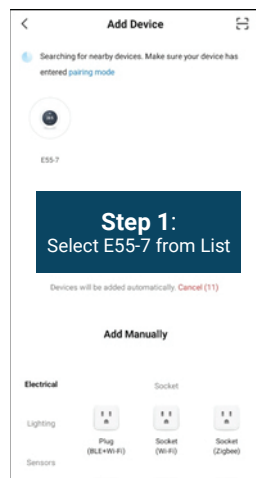 Add Device
Searching for nearby devices. Make sure your device has
entered pairing mode
E55-7
Step 1:
Select E55-7 from List
Devices will be added automatically. Cancel (11)
Add Manually
Electrical
Socket
Lighting
Plug
(BLE+Wi-Fi)
Socket
(Wi-Fi)
Socket
(Zigbee)
Sensors